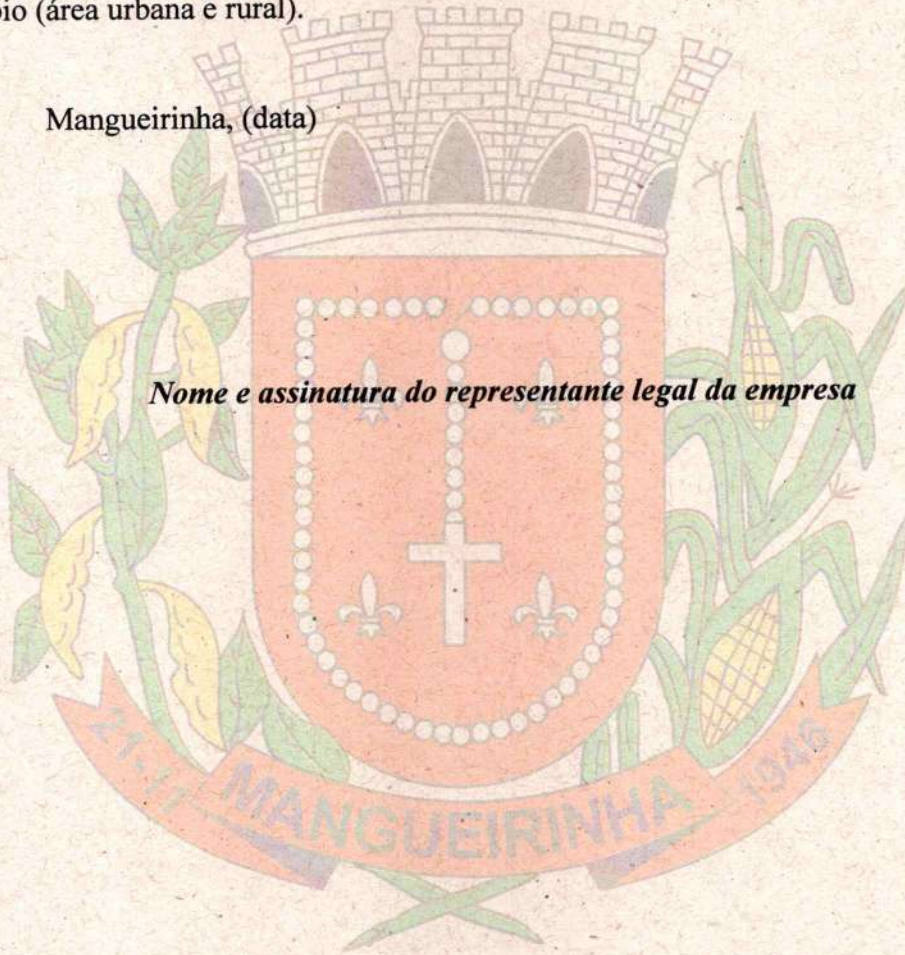 pio (área urbana e rural).
Mangueirinha, (data)
Nome e assinatura do representante legal da empresa
21-11 MANGUEIRINHA 1946